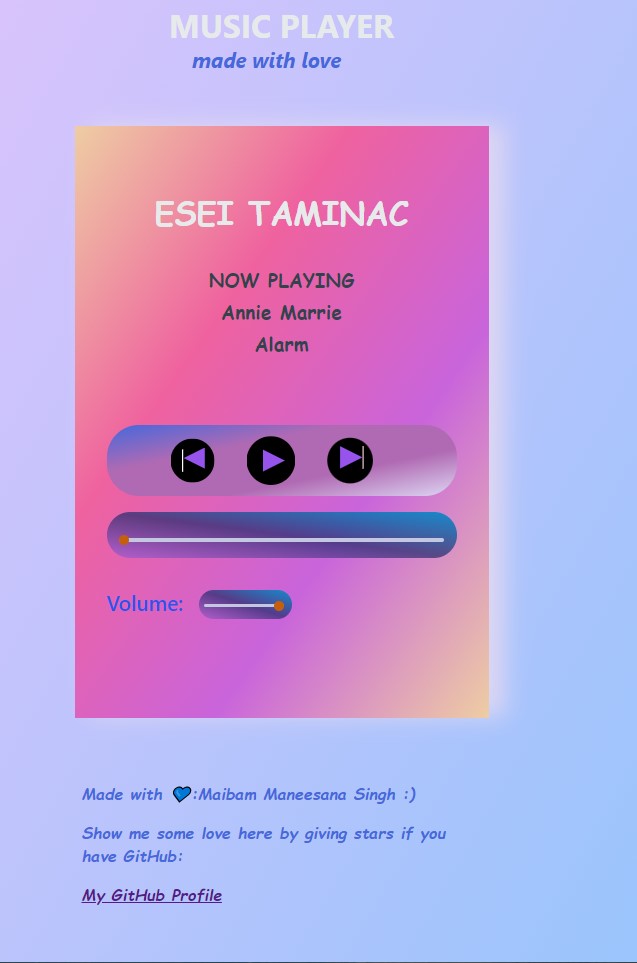 MUSIC PLAYER
made with love
ESEI TAMINAC
NOW PLAYING
Annie Marrie
Alarm
Volume:
Made with 💙:Maibam Maneesana Singh :)
Show me some love here by giving stars if you
have GitHub:
My GitHub Profile